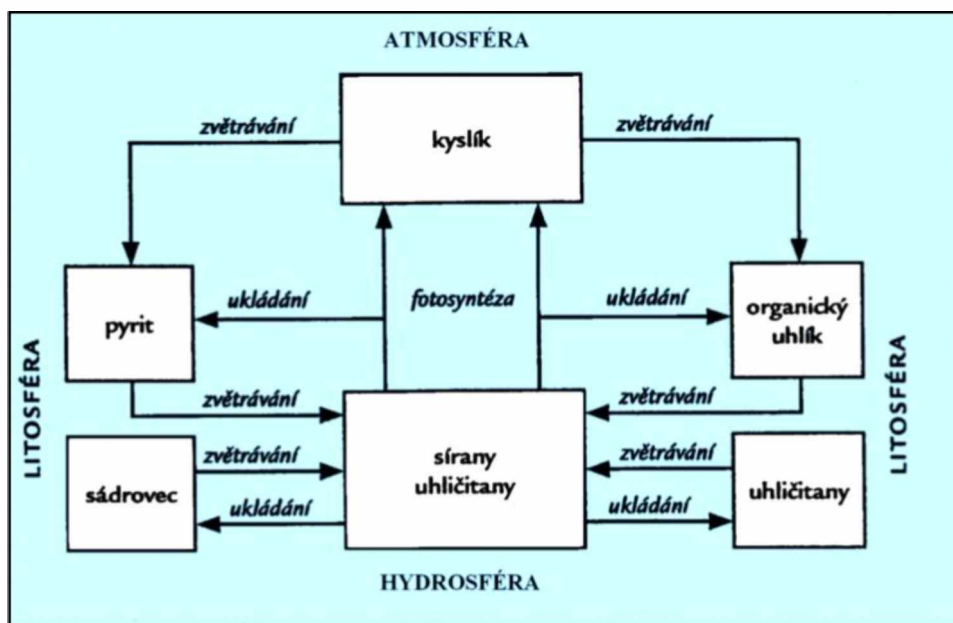 ATMOSFÉRA
zvětrávání
kyslík
zvětrávání
pyrit
ukládání
fotosyntéza
ukládání
organický
uhlík
LITOSFÉRA
zvětrávání
zvětrávání
LITOSFÉRA
sádrovec
zvětrávání
ukládání
sírany
uhličitany
zvětrávání
ukládání
uhličitany
HYDROSFÉRA